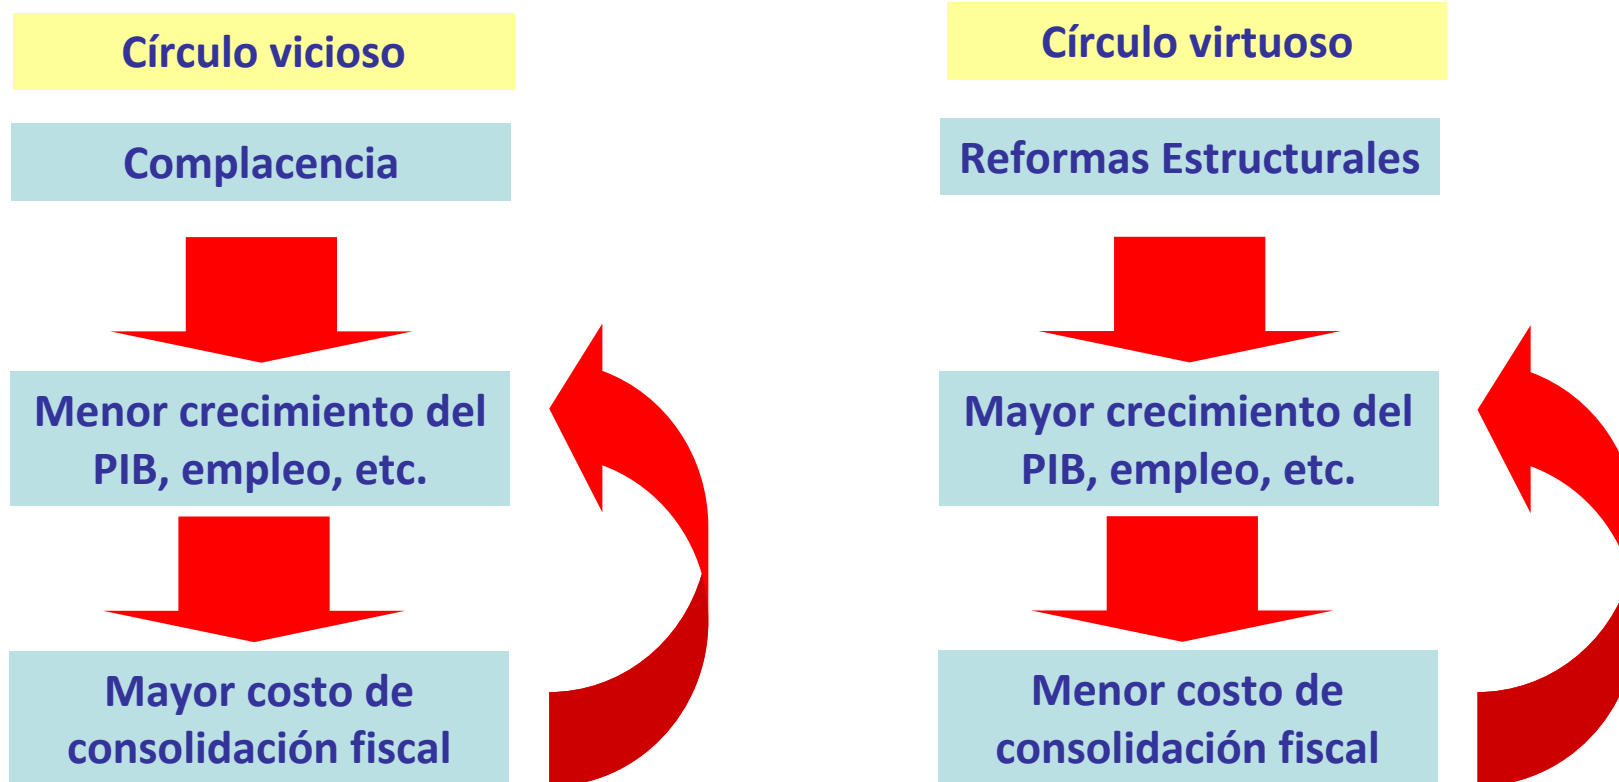 Círculo vicioso
Complacencia
Menor crecimiento del
PIB, empleo, etc.
Mayor costo de
consolidación fiscal
Círculo virtuoso
Reformas Estructurales
Mayor crecimiento del
PIB, empleo, etc.
Menor costo de
consolidación fiscal